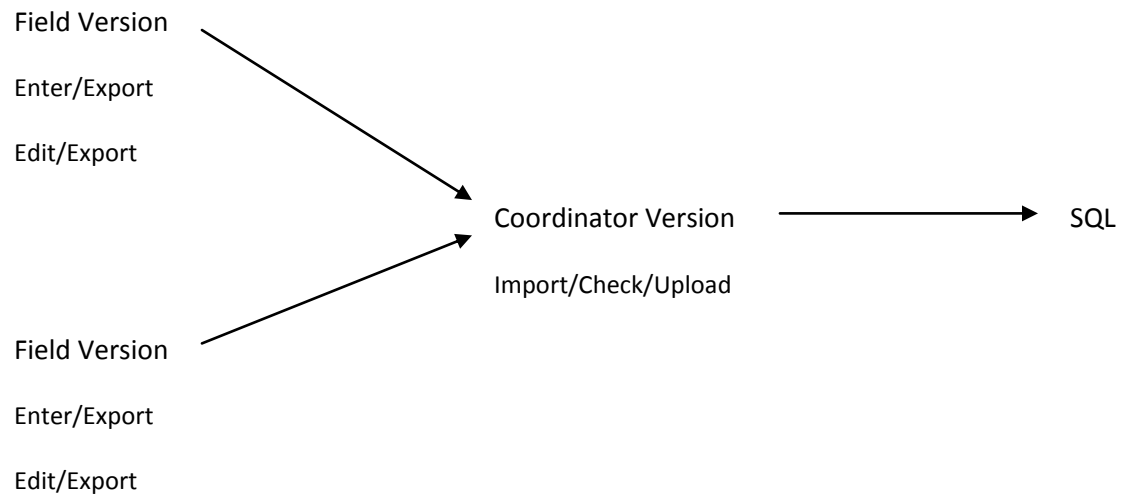 Field Version
Enter/Export
Edit/Export
Coordinator Version
SQL
Import/Check/Upload
Field Version
Enter/Export
Edit/Export